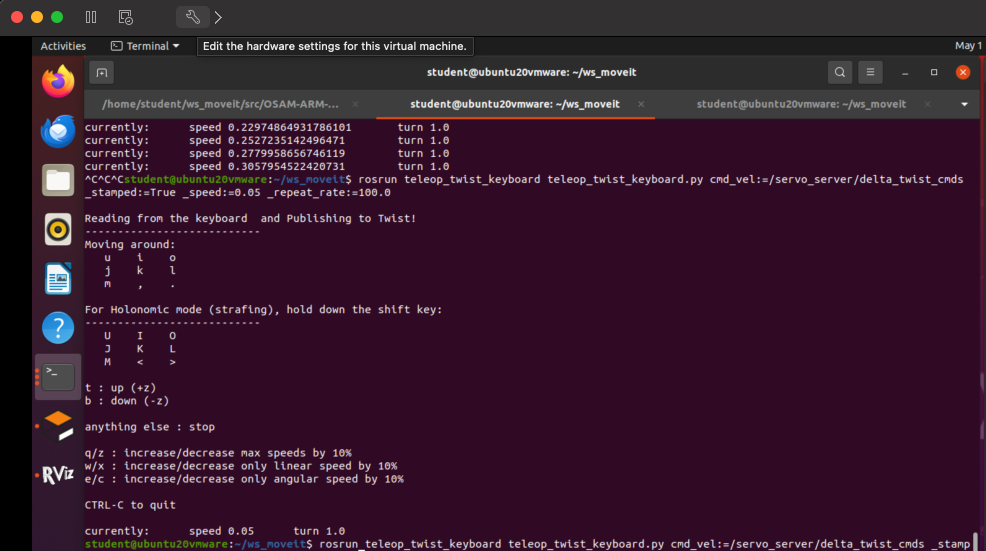 Activities
Terminal
Edit the hardware settings for this virtual machine.
May 1
student@ubuntu20vmware: ~/ws_moveit
/home/student/ws_moveit/src/OSAM-ARM-...
student@ubuntu20vmware: ~/ws_moveit
student@ubuntu20vmware: ~/ws_moveit
currently: speed 0.22974864931786101 turn 1.0
currently: speed 0.2527235142496471 turn 1.0
currently: speed 0.2779958656746119 turn 1.0
currently: speed 0.3057954522420731 turn 1.0
^C^C^Cstudent@ubuntu20vmware:~/ws_moveit$ rosrun teleop_twist_keyboard teleop_twist_keyboard.py cmd_vel:=/servo_server/delta_twist_cmds
_stamped:=True _speed:=0.05 _repeat_rate:=100.0
Reading from the keyboard  and Publishing to Twist!
---------------------------
Moving around:
u i o
j k l
m , .
For Holonomic mode (strafing), hold down the shift key:
---------------------------
U I O
J K L
M < >
t : up (+z)
b : down (-z)
anything else : stop
q/z : increase/decrease max speeds by 10%
w/x : increase/decrease only linear speed by 10%
e/c : increase/decrease only angular speed by 10%
CTRL-C to quit
currently: speed 0.05 turn 1.0
student@ubuntu20vmware:~/ws_moveit$ rosrun teleop_twist_keyboard teleop_twist_keyboard.py cmd_vel:=/servo_server/delta_twist_cmds _stamp
RViz